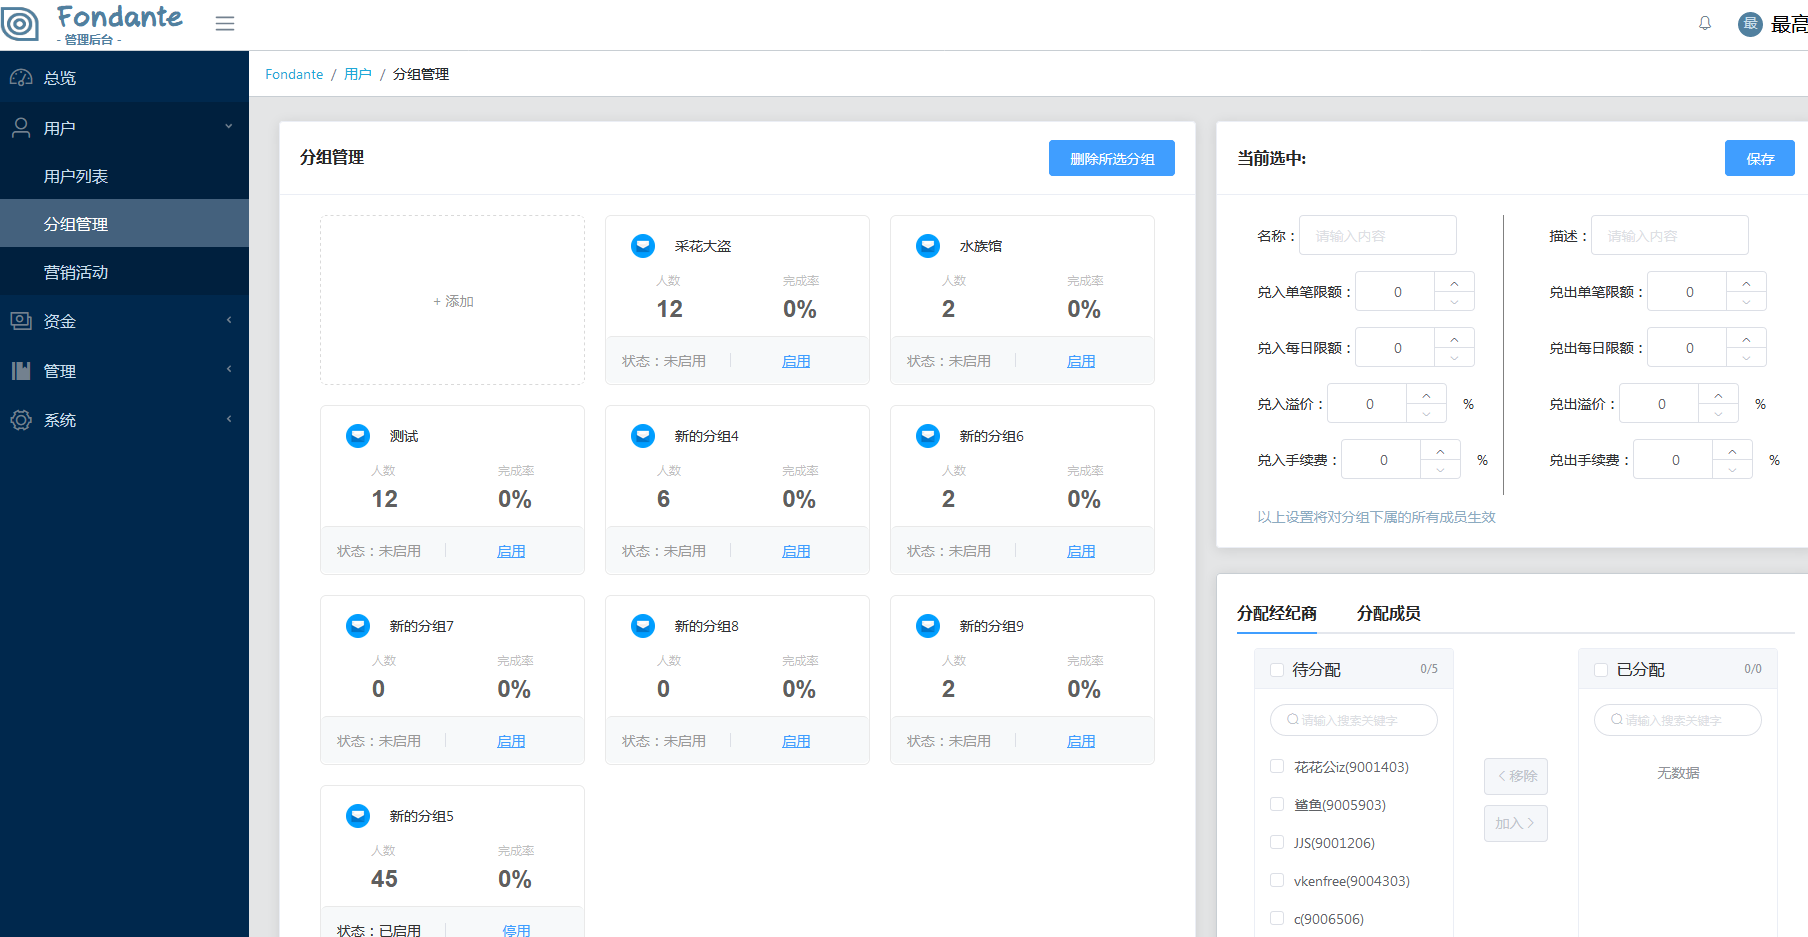 Fondante
- 管理后台 -
最
最高
总览
用户
用户列表
分组管理
营销活动
资金
管理
系统
Fondante / 用户 / 分组管理
分组管理
删除所选分组
+ 添加
采花大盗
人数 完成率
12 0%
状态：未启用 启用
水族馆
人数 完成率
2 0%
状态：未启用 启用
测试
人数 完成率
12 0%
状态：未启用 启用
新的分组4
人数 完成率
6 0%
状态：未启用 启用
新的分组6
人数 完成率
2 0%
状态：未启用 启用
新的分组7
人数 完成率
0 0%
状态：未启用 启用
新的分组8
人数 完成率
0 0%
状态：未启用 启用
新的分组9
人数 完成率
2 0%
状态：未启用 启用
新的分组5
人数 完成率
45 0%
状态：已启用 停用
当前选中:
保存
名称： 请输入内容
兑入单笔限额： 0
兑入每日限额： 0
兑入溢价： 0 %
兑入手续费： 0 %
描述： 请输入内容
兑出单笔限额： 0
兑出每日限额： 0
兑出溢价： 0 %
兑出手续费： 0 %
以上设置将对分组下属的所有成员生效
分配经纪商 分配成员
待分配 0/5
请输入搜索关键字
花花公iz(9001403)
鲨鱼(9005903)
JJS(9001206)
vkenfree(9004303)
c(9006506)
< 移除
加入 >
已分配 0/0
请输入搜索关键字
无数据